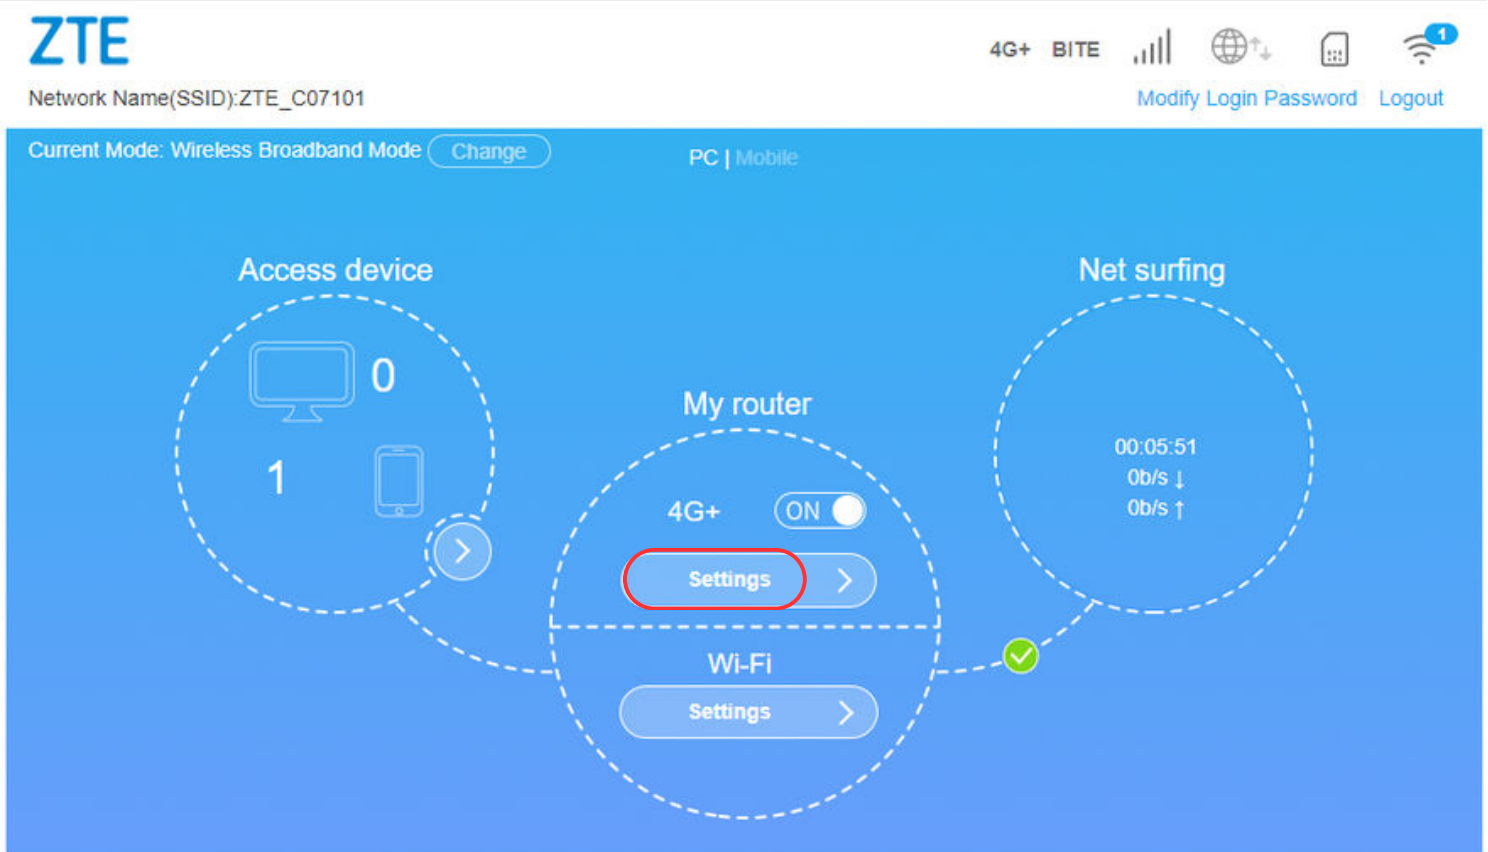 ZTE
4G+ BITE 1
Network Name(SSID):ZTE_C07101
Modify Login Password Logout
Current Mode: Wireless Broadband Mode Change
PC | Mobile
Access device
0
1
My router
4G+ ON
Settings
Wi-Fi
Settings
Net surfing
00:05:51
0b/s ↓
0b/s ↑